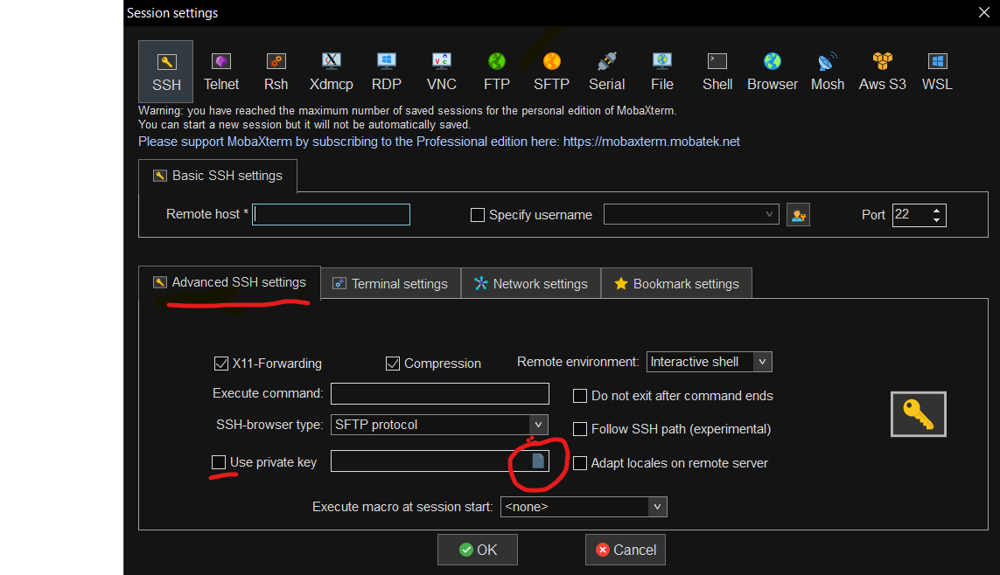 Session settings
SSH Telnet Rsh Xdmcp RDP VNC FTP SFTP Serial File Shell Browser Mosh Aws S3 WSL
Warning: you have reached the maximum number of saved sessions for the personal edition of MobaXterm.
You can start a new session but it will not be automatically saved.
Please support MobaXterm by subscribing to the Professional edition here: https://mobaxterm.mobatek.net
Basic SSH settings
Remote host * Specify username Port 22
Advanced SSH settings Terminal settings Network settings Bookmark settings
X11-Forwarding Compression Remote environment: Interactive shell
Execute command: Do not exit after command ends
SSH-browser type: SFTP protocol Follow SSH path (experimental)
Use private key Adapt locales on remote server
Execute macro at session start: <none>
OK Cancel